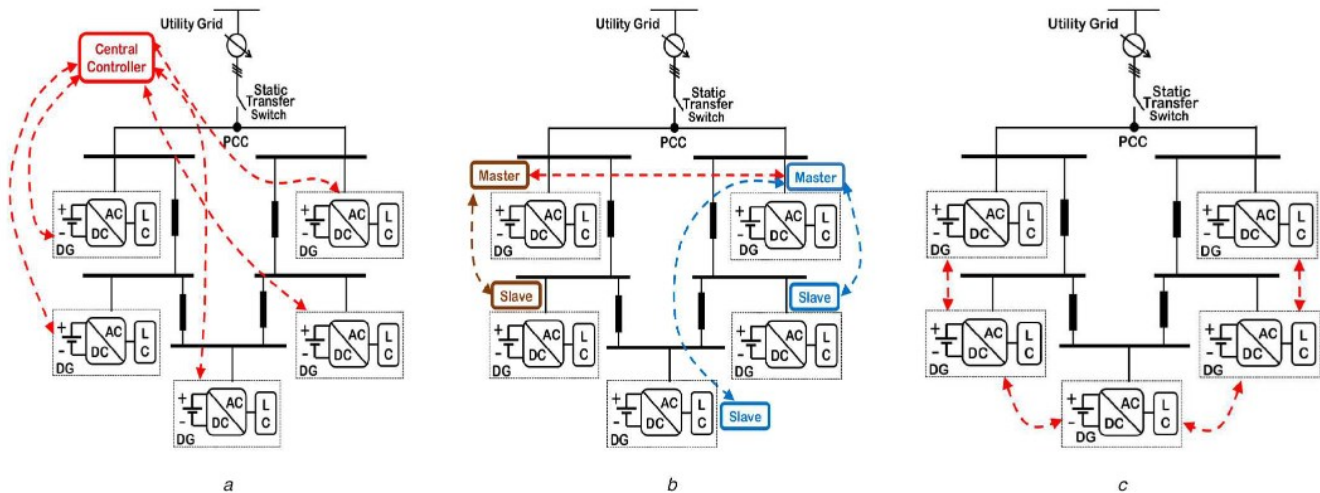 Utility Grid
Central
Controller
Static
Transfer
Switch
PCC
+
-
DG
AC
DC
L
C
+
-
DG
AC
DC
L
C
+
-
DG
AC
DC
L
C
+
-
DG
AC
DC
L
C
+
-
DG
AC
DC
L
C
a
Utility Grid
Static
Transfer
Switch
PCC
Master
Master
+
-
DG
AC
DC
L
C
+
-
DG
AC
DC
L
C
Slave
Slave
+
-
DG
AC
DC
L
C
+
-
DG
AC
DC
L
C
+
-
DG
AC
DC
L
C
Slave
b
Utility Grid
Static
Transfer
Switch
PCC
+
-
DG
AC
DC
L
C
+
-
DG
AC
DC
L
C
+
-
DG
AC
DC
L
C
+
-
DG
AC
DC
L
C
+
-
DG
AC
DC
L
C
c